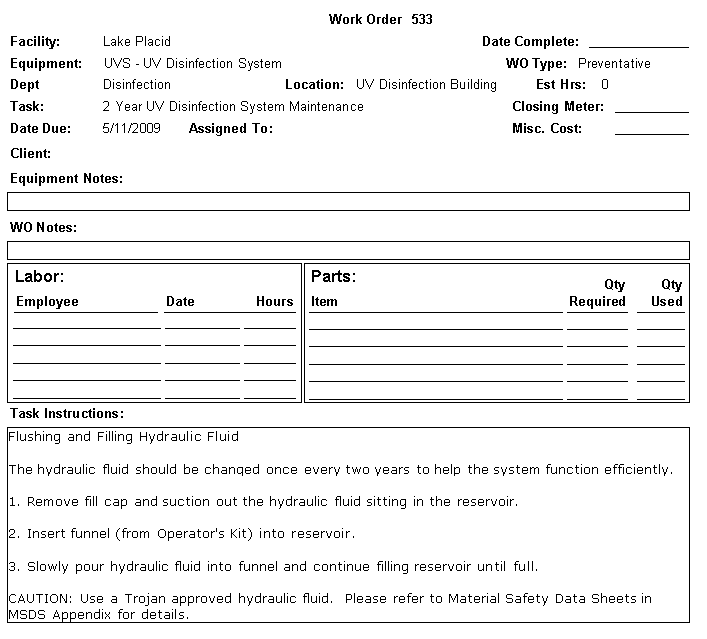 Work Order 533
Facility: Lake Placid Date Complete:
Equipment: UVS - UV Disinfection System WO Type: Preventative
Dept Disinfection Location: UV Disinfection Building Est Hrs: 0
Task: 2 Year UV Disinfection System Maintenance Closing Meter:
Date Due: 5/11/2009 Assigned To: Misc. Cost:
Client:
Equipment Notes:
WO Notes:
Labor: Parts:
Employee Date Hours Item Qty Required Qty Used
Task Instructions:
Flushing and Filling Hydraulic Fluid
The hydraulic fluid should be changed once every two years to help the system function efficiently.
1. Remove fill cap and suction out the hydraulic fluid sitting in the reservoir.
2. Insert funnel (from Operator's Kit) into reservoir.
3. Slowly pour hydraulic fluid into funnel and continue filling reservoir until full.
CAUTION: Use a Trojan approved hydraulic fluid. Please refer to Material Safety Data Sheets in
MSDS Appendix for details.